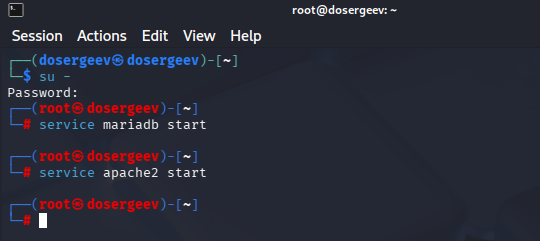 root@dosergeev: ~
Session Actions Edit View Help
┌──(dosergeev㉿dosergeev)-[~]
└─$ su -
Password:
┌──(root㉿dosergeev)-[~]
└─# service mariadb start
┌──(root㉿dosergeev)-[~]
└─# service apache2 start
┌──(root㉿dosergeev)-[~]
└─#